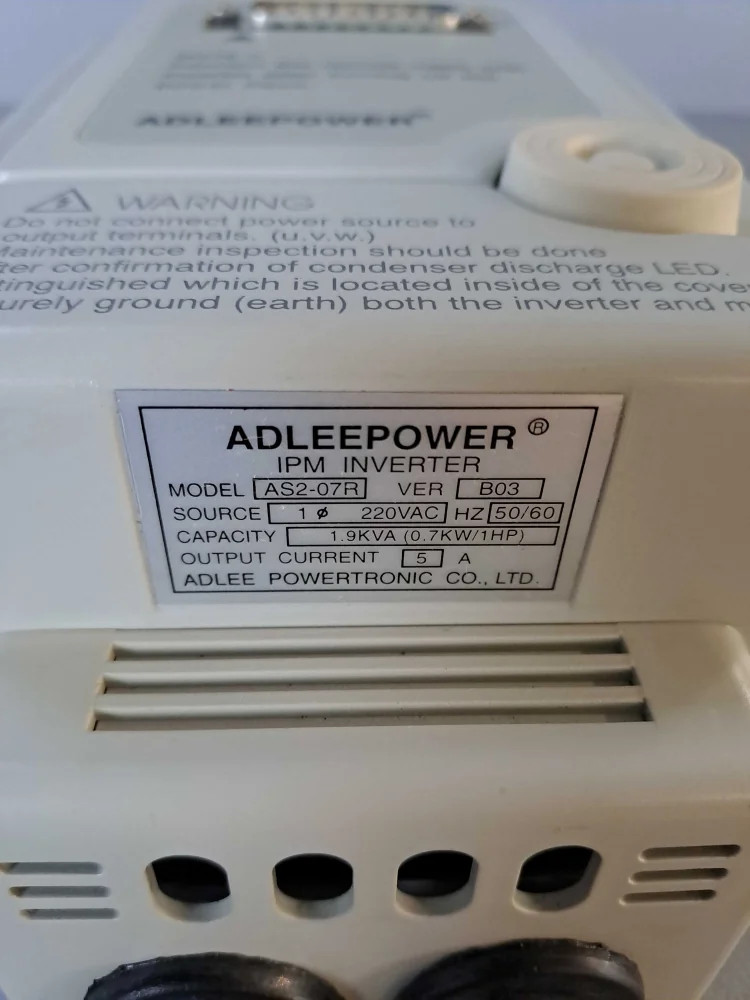 ADLEEPOWER®
WARNING
Do not connect power source to
output terminals. (u.v.w.)
Maintenance inspection should be done
ter confirmation of condenser discharge LED.
tinguished which is located inside of the cove
urely ground (earth) both the inverter and m
ADLEEPOWER®
IPM INVERTER
MODEL AS2-07R VER B03
SOURCE 1 ø 220VAC HZ 50/60
CAPACITY 1.9KVA (0.7KW/1HP)
OUTPUT CURRENT 5 A
ADLEE POWERTRONIC CO., LTD.